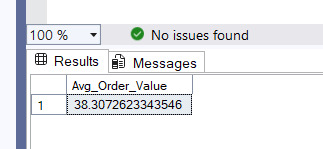 100 %
No issues found
Results
Messages
Avg_Order_Value
1
38.3072623343546